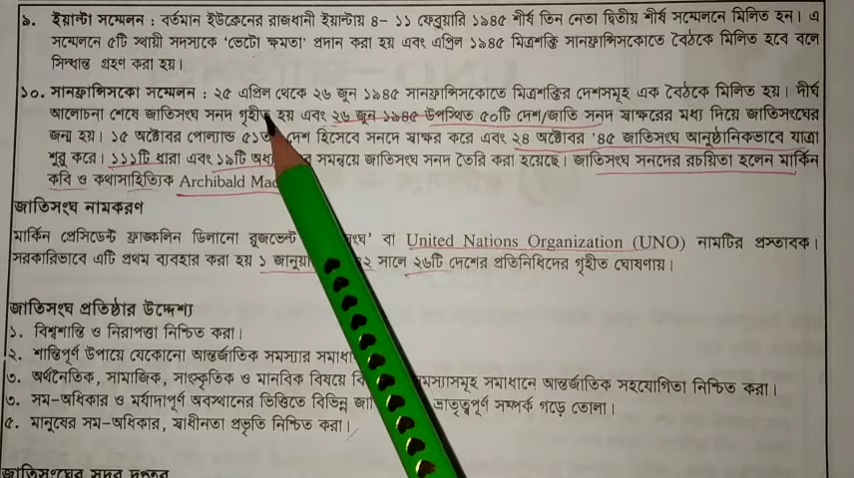 ৯. ইয়াল্টা সম্মেলন : বর্তমান ইউক্রেনের রাজধানী ইয়াল্টায় ৪- ১১ ফেব্রুয়ারি ১৯৪৫ শীর্ষ তিন নেতা দ্বিতীয় শীর্ষ সম্মেলনে মিলিত হন। এ
সম্মেলনে ৫টি স্থায়ী সদস্যকে 'ভেটো ক্ষমতা' প্রদান করা হয় এবং এপ্রিল ১৯৪৫ মিত্রশক্তি সানফ্রান্সিসকোতে বৈঠকে মিলিত হবে বলে
সিদ্ধান্ত গ্রহণ করা হয়।
১০. সানফ্রান্সিসকো সম্মেলন : ২৫ এপ্রিল থেকে ২৬ জুন ১৯৪৫ সানফ্রান্সিসকোতে মিত্রশক্তির দেশসমূহ এক বৈঠকে মিলিত হয়। দীর্ঘ
আলোচনা শেষে জাতিসংঘ সনদ গৃহীত হয় এবং ২৬ জুন ১৯৪৫ উপস্থিত ৫০টি দেশ/জাতি সনদ স্বাক্ষরের মধ্য দিয়ে জাতিসংঘের
জন্ম হয়। ১৫ অক্টোবর পোল্যান্ড ৫১ত দেশ হিসেবে সনদে স্বাক্ষর করে এবং ২৪ অক্টোবর '৪৫ জাতিসংঘ আনুষ্ঠানিকভাবে যাত্রা
শুরু করে। ১১১টি ধারা এবং ১৯টি সমন্বয়ে জাতিসংঘ সনদ তৈরি করা হয়েছে। জাতিসংঘ সনদের রচয়িতা হলেন মার্কিন
কবি ও কথাসাহিত্যিক Archibald
জাতিসংঘ নামকরণ
মার্কিন প্রেসিডেন্ট ফ্রাঙ্কলিন ডিলানো রুজভেল্ট বা United Nations Organization (UNO) নামটির প্রস্তাবক।
সরকারিভাবে এটি প্রথম ব্যবহার করা হয় ১ সালে ২৬টি দেশের প্রতিনিধিদের গৃহীত ঘোষণায়।
জাতিসংঘ প্রতিষ্ঠার উদ্দেশ্য
১. বিশ্বশান্তি ও নিরাপত্তা নিশ্চিত করা।
২. শান্তিপূর্ণ উপায়ে যেকোনো আন্তর্জাতিক সমস্যার
৩. অর্থনৈতিক, সামাজিক, সাংস্কৃতিক ও মানবিক বিষয়ে সমাধানে আন্তর্জাতিক সহযোগিতা নিশ্চিত করা।
৩. সম-অধিকার ও মর্যাদাপূর্ণ অবস্থানের ভিত্তিতে বিভিন্ন ভ্রাতৃত্বপূর্ণ সম্পর্ক গড়ে তোলা।
৫. মানুষের সম-অধিকার, স্বাধীনতা প্রভৃতি নিশ্চিত করা।